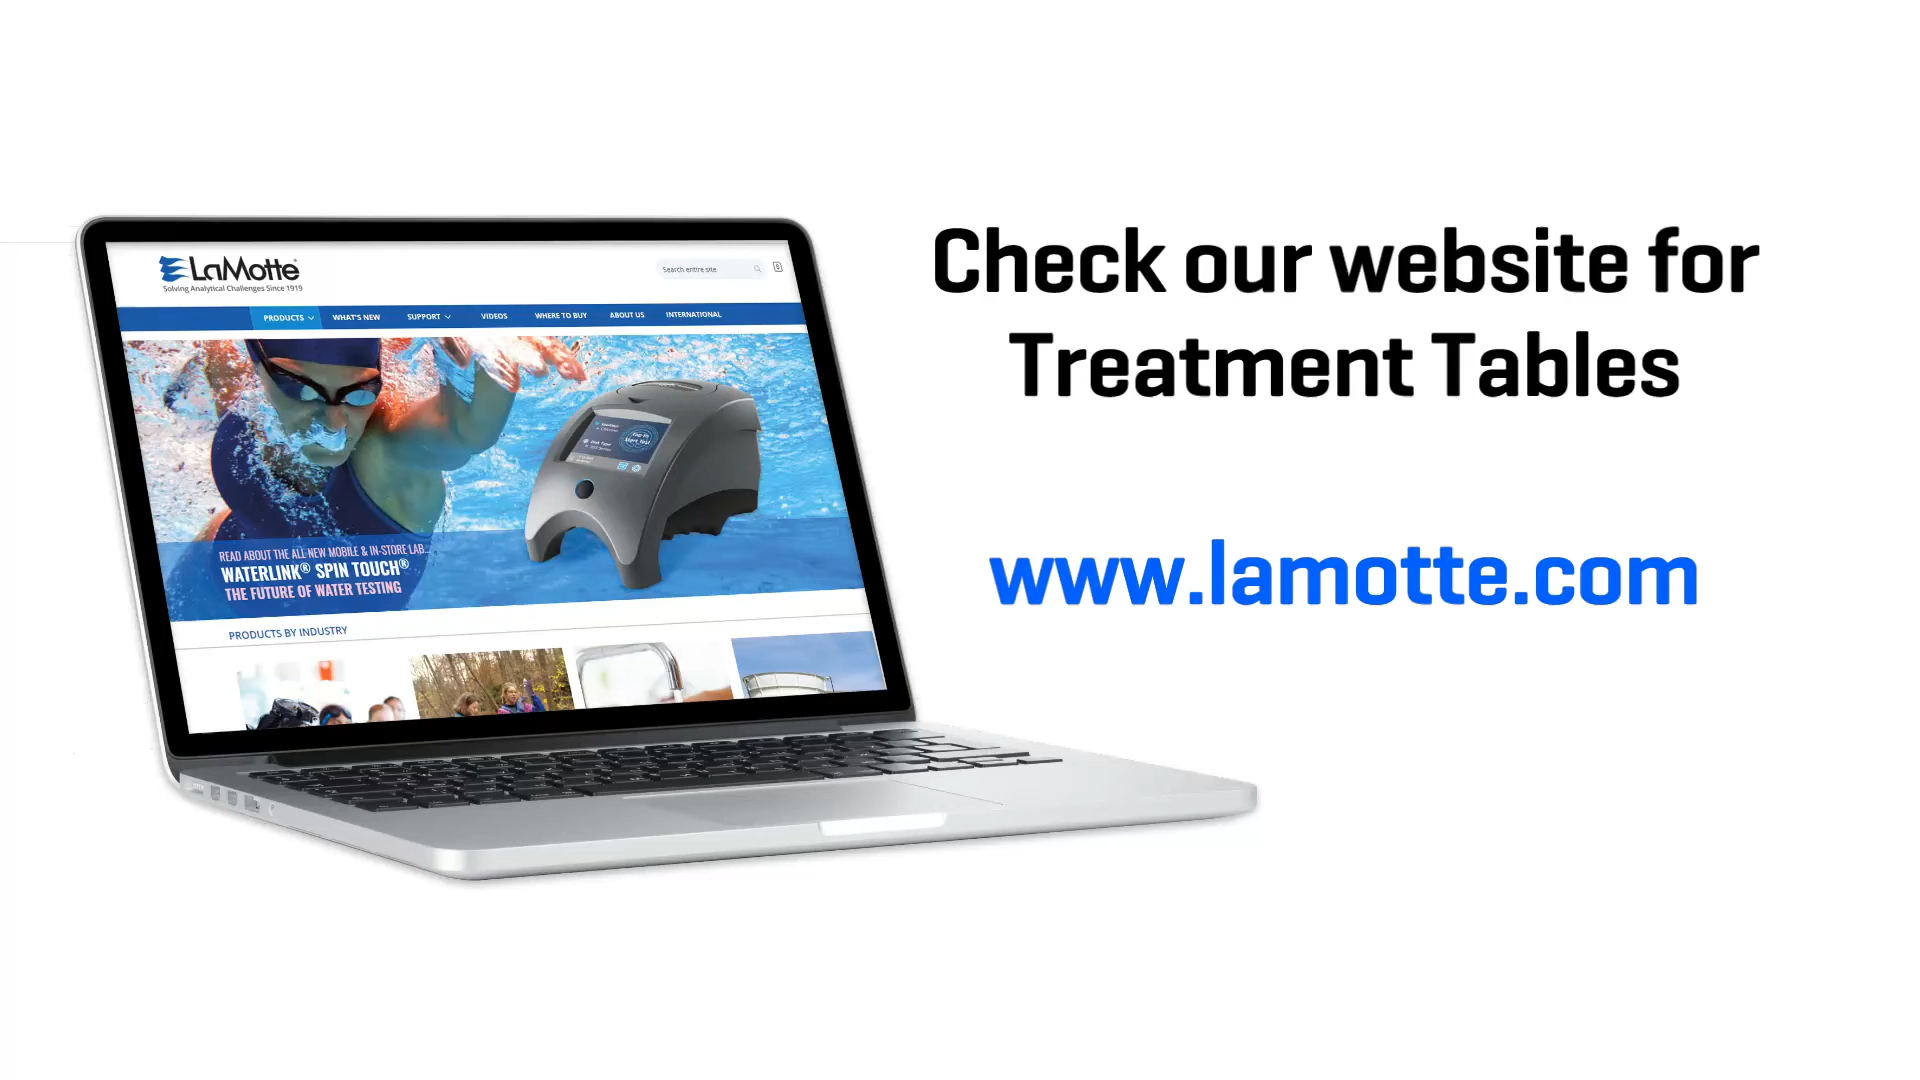 Check our website for
Treatment Tables
www.lamotte.com
LaMotte
Solving Analytical Challenges Since 1919
Search entire site
PRODUCTS
WHAT'S NEW
SUPPORT
VIDEOS
WHERE TO BUY
ABOUT US
INTERNATIONAL
READ ABOUT THE ALL-NEW MOBILE & IN-STORE LAB...
WATERLINK® SPIN TOUCH®
THE FUTURE OF WATER TESTING
PRODUCTS BY INDUSTRY